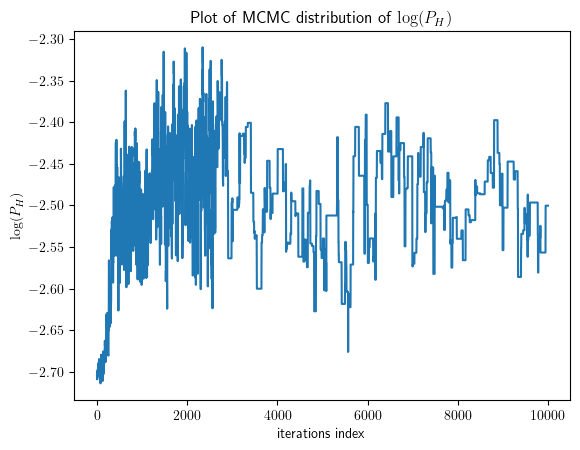 Plot of MCMC distribution of log(P_H)
log(P_H)
−2.30
−2.35
−2.40
−2.45
−2.50
−2.55
−2.60
−2.65
−2.70
0 2000 4000 6000 8000 10000
iterations index